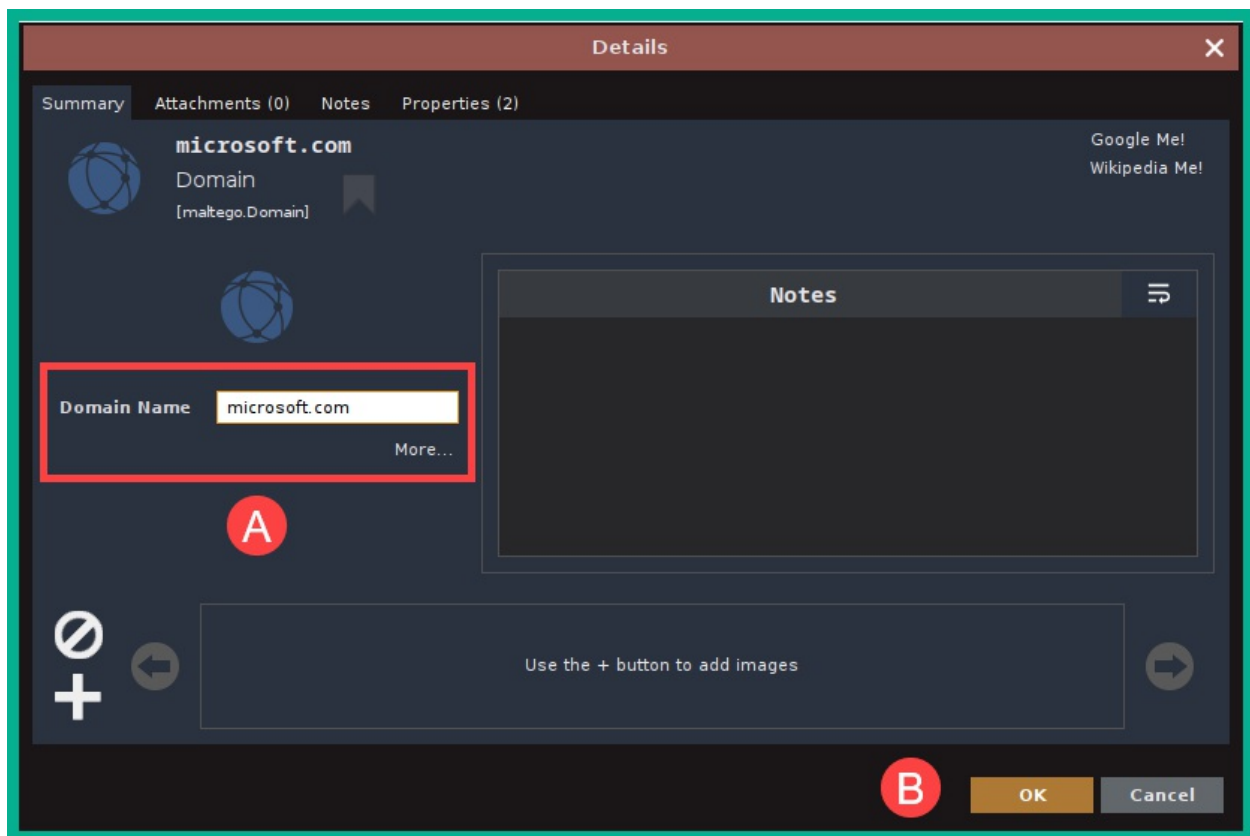 Details
Summary Attachments (0) Notes Properties (2)
microsoft.com
Domain
[maltego.Domain]
Google Me!
Wikipedia Me!
Notes
Domain Name microsoft.com
More...
A
Use the + button to add images
B
OK Cancel